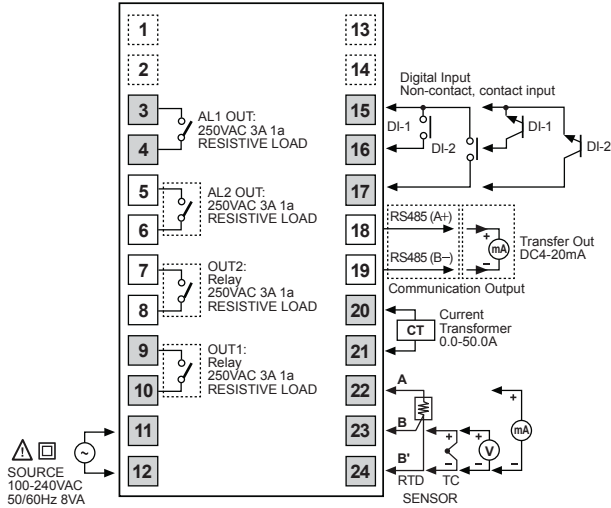 1
2
3
4
AL1 OUT:
250VAC 3A 1a
RESISTIVE LOAD
5
6
AL2 OUT:
250VAC 3A 1a
RESISTIVE LOAD
7
8
OUT2:
Relay
250VAC 3A 1a
RESISTIVE LOAD
9
10
OUT1:
Relay
250VAC 3A 1a
RESISTIVE LOAD
11
12
SOURCE
100-240VAC
50/60Hz 8VA
13
14
Digital Input
Non-contact, contact input
15
16
17
DI-1
DI-2
DI-1
DI-2
18
19
RS485 (A+)
RS485 (B−)
+
mA
−
Transfer Out
DC4-20mA
Communication Output
20
21
CT
Current
Transformer
0.0-50.0A
22
23
24
A
B
B'
+
−
+
V
−
+
mA
−
RTD
TC
SENSOR